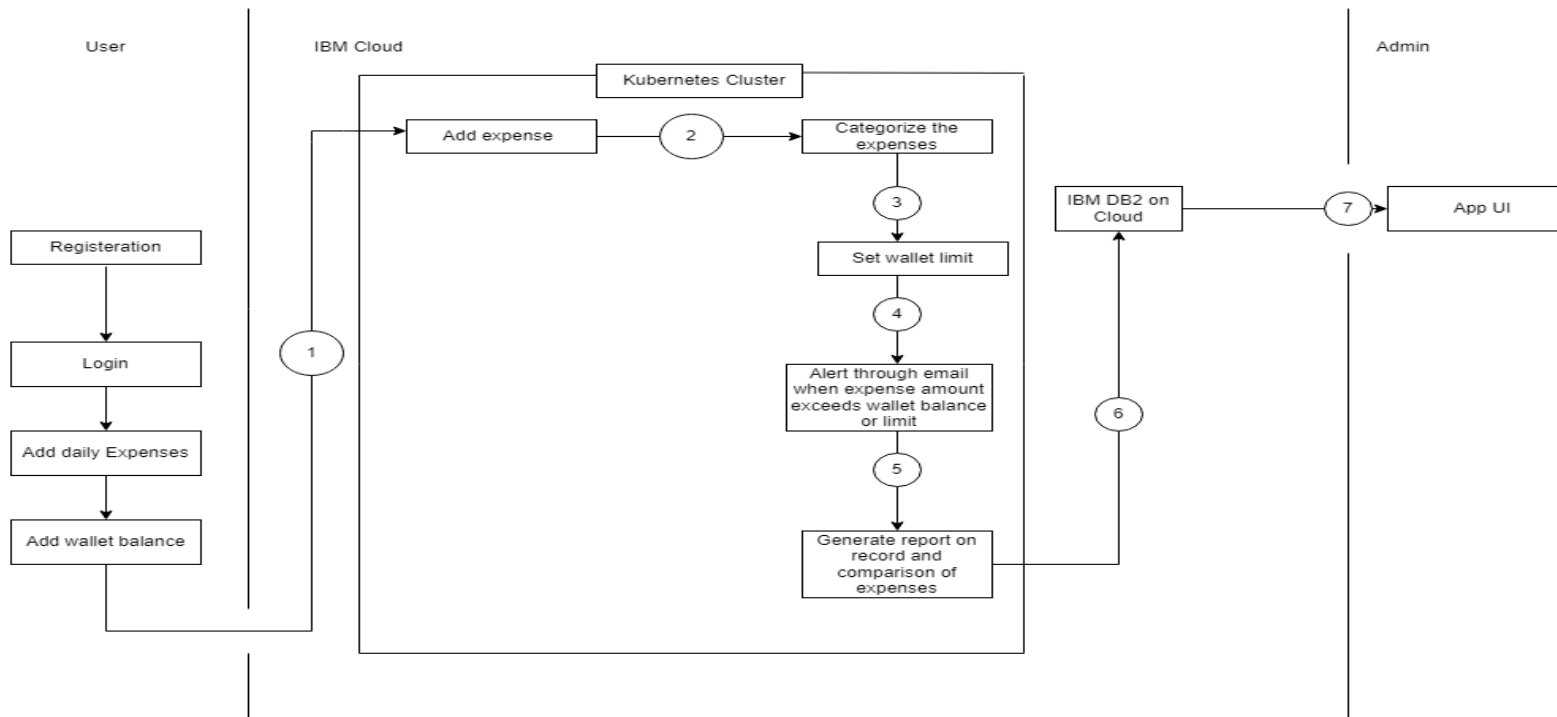 User
IBM Cloud
Admin
Kubernetes Cluster
Add expense
2
Categorize the
expenses
3
IBM DB2 on
Cloud
7
App UI
Registeration
Set wallet limit
4
Login
1
Alert through email
when expense amount
exceeds wallet balance
or limit
6
Add daily Expenses
5
Add wallet balance
Generate report on
record and
comparison of
expenses